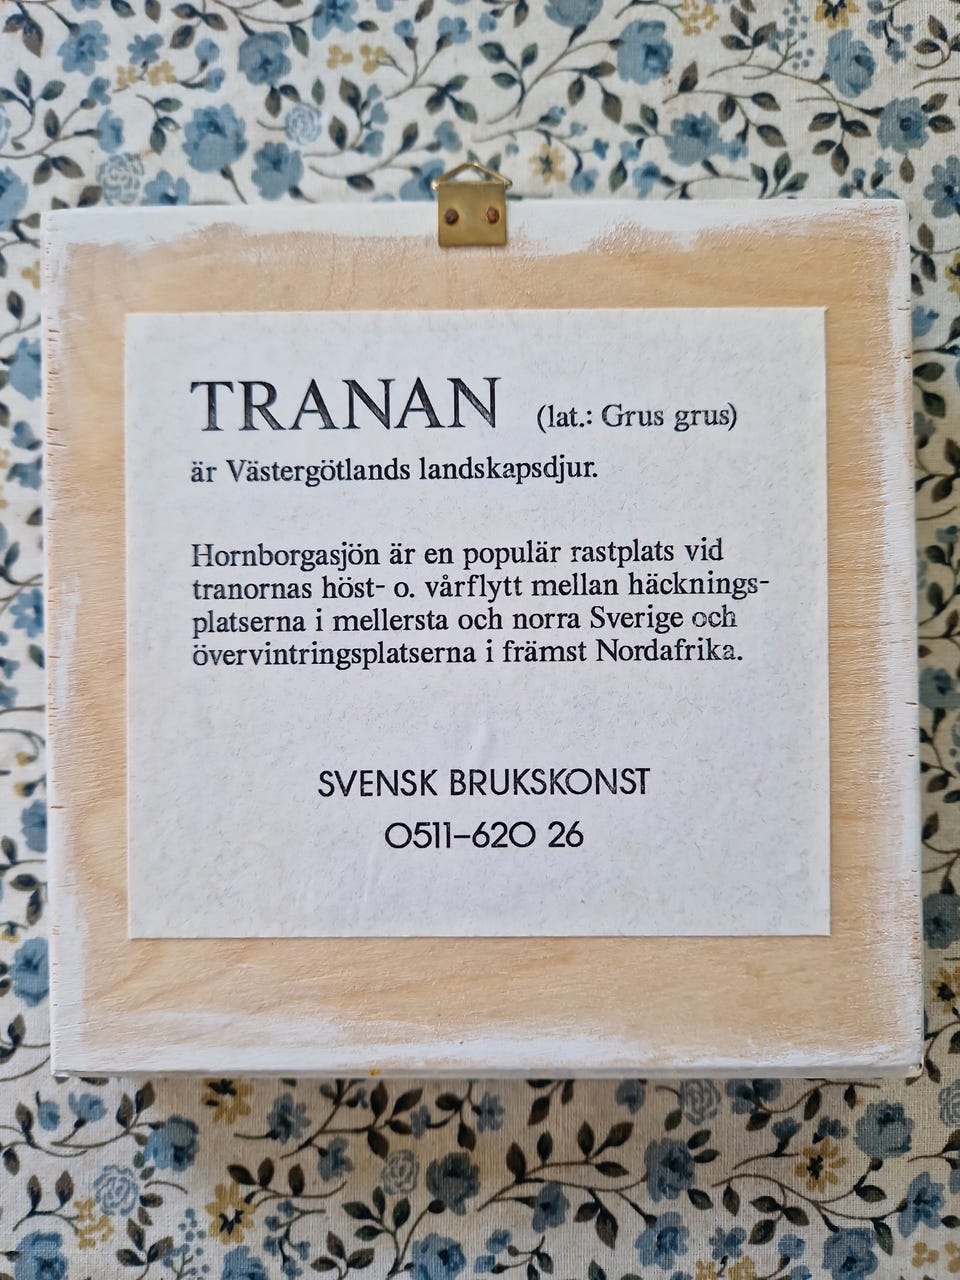 TRANAN (lat.: Grus grus)
är Västergötlands landskapsdjur.
Hornborgasjön är en populär rastplats vid
tranornas höst- o. vårflytt mellan häcknings-
platserna i mellersta och norra Sverige och
övervintringsplatserna i främst Nordafrika.
SVENSK BRUKSKONST
0511-620 26